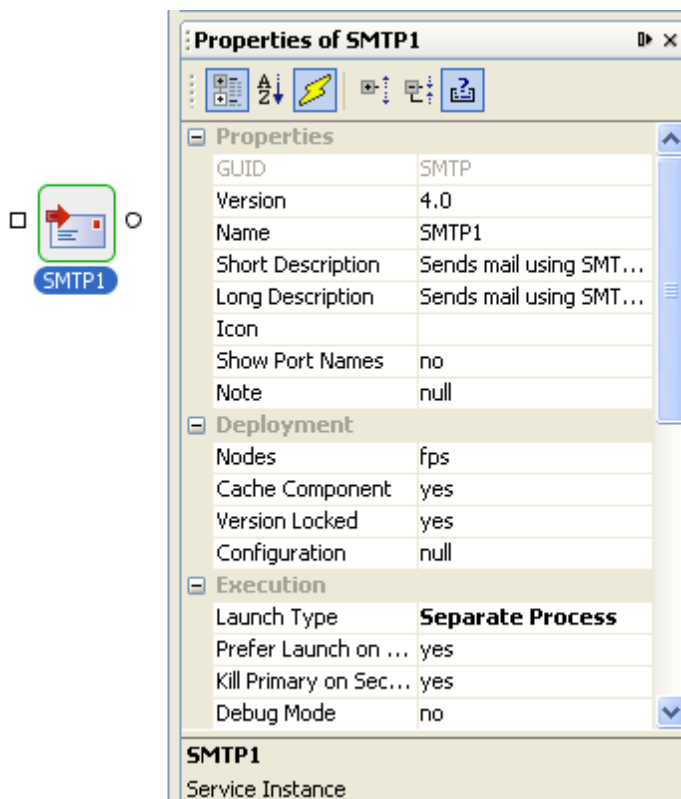 Properties of SMTP1
Properties
GUID SMTP
Version 4.0
Name SMTP1
Short Description Sends mail using SMT...
Long Description Sends mail using SMT...
Icon
Show Port Names no
Note null
Deployment
Nodes fps
Cache Component yes
Version Locked yes
Configuration null
Execution
Launch Type Separate Process
Prefer Launch on ... yes
Kill Primary on Sec... yes
Debug Mode no
SMTP1
Service Instance
SMTP1